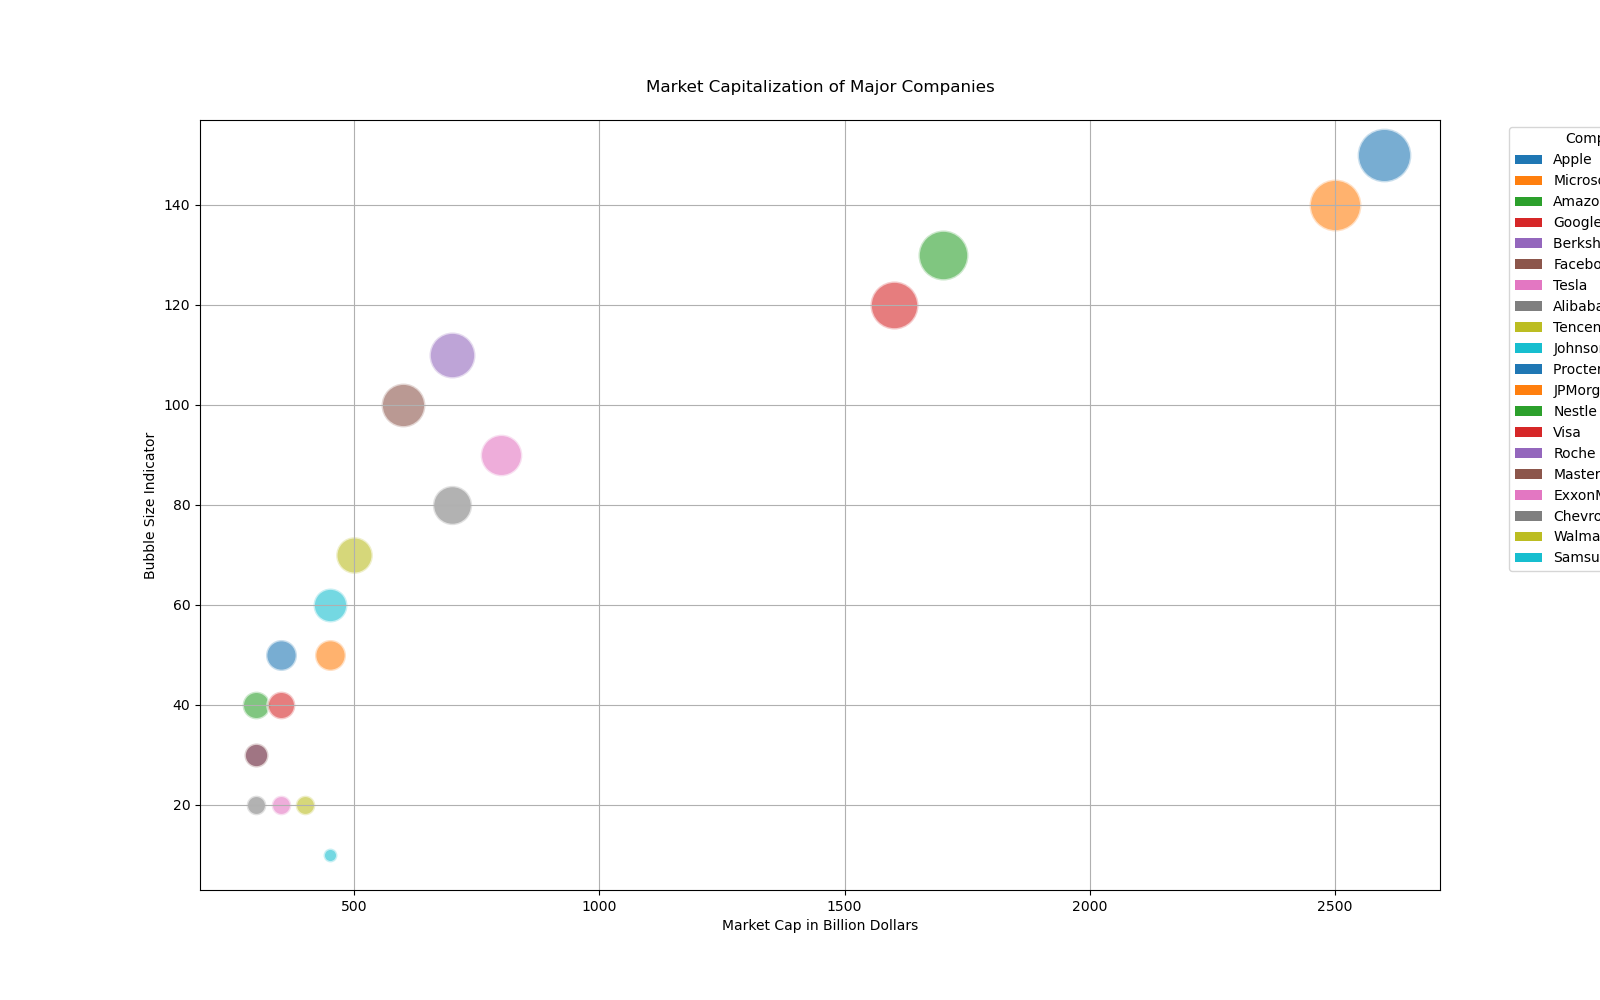 Market Capitalization of Major Companies
Comp
Apple
Microso
Amazo
Google
Berksh
Facebo
Tesla
Alibaba
Tencen
Johnso
Procter
JPMorg
Nestle
Visa
Roche
Master
ExxonM
Chevro
Walma
Samsu
Bubble Size Indicator
140
120
100
80
60
40
20
500 1000 1500 2000 2500
Market Cap in Billion Dollars